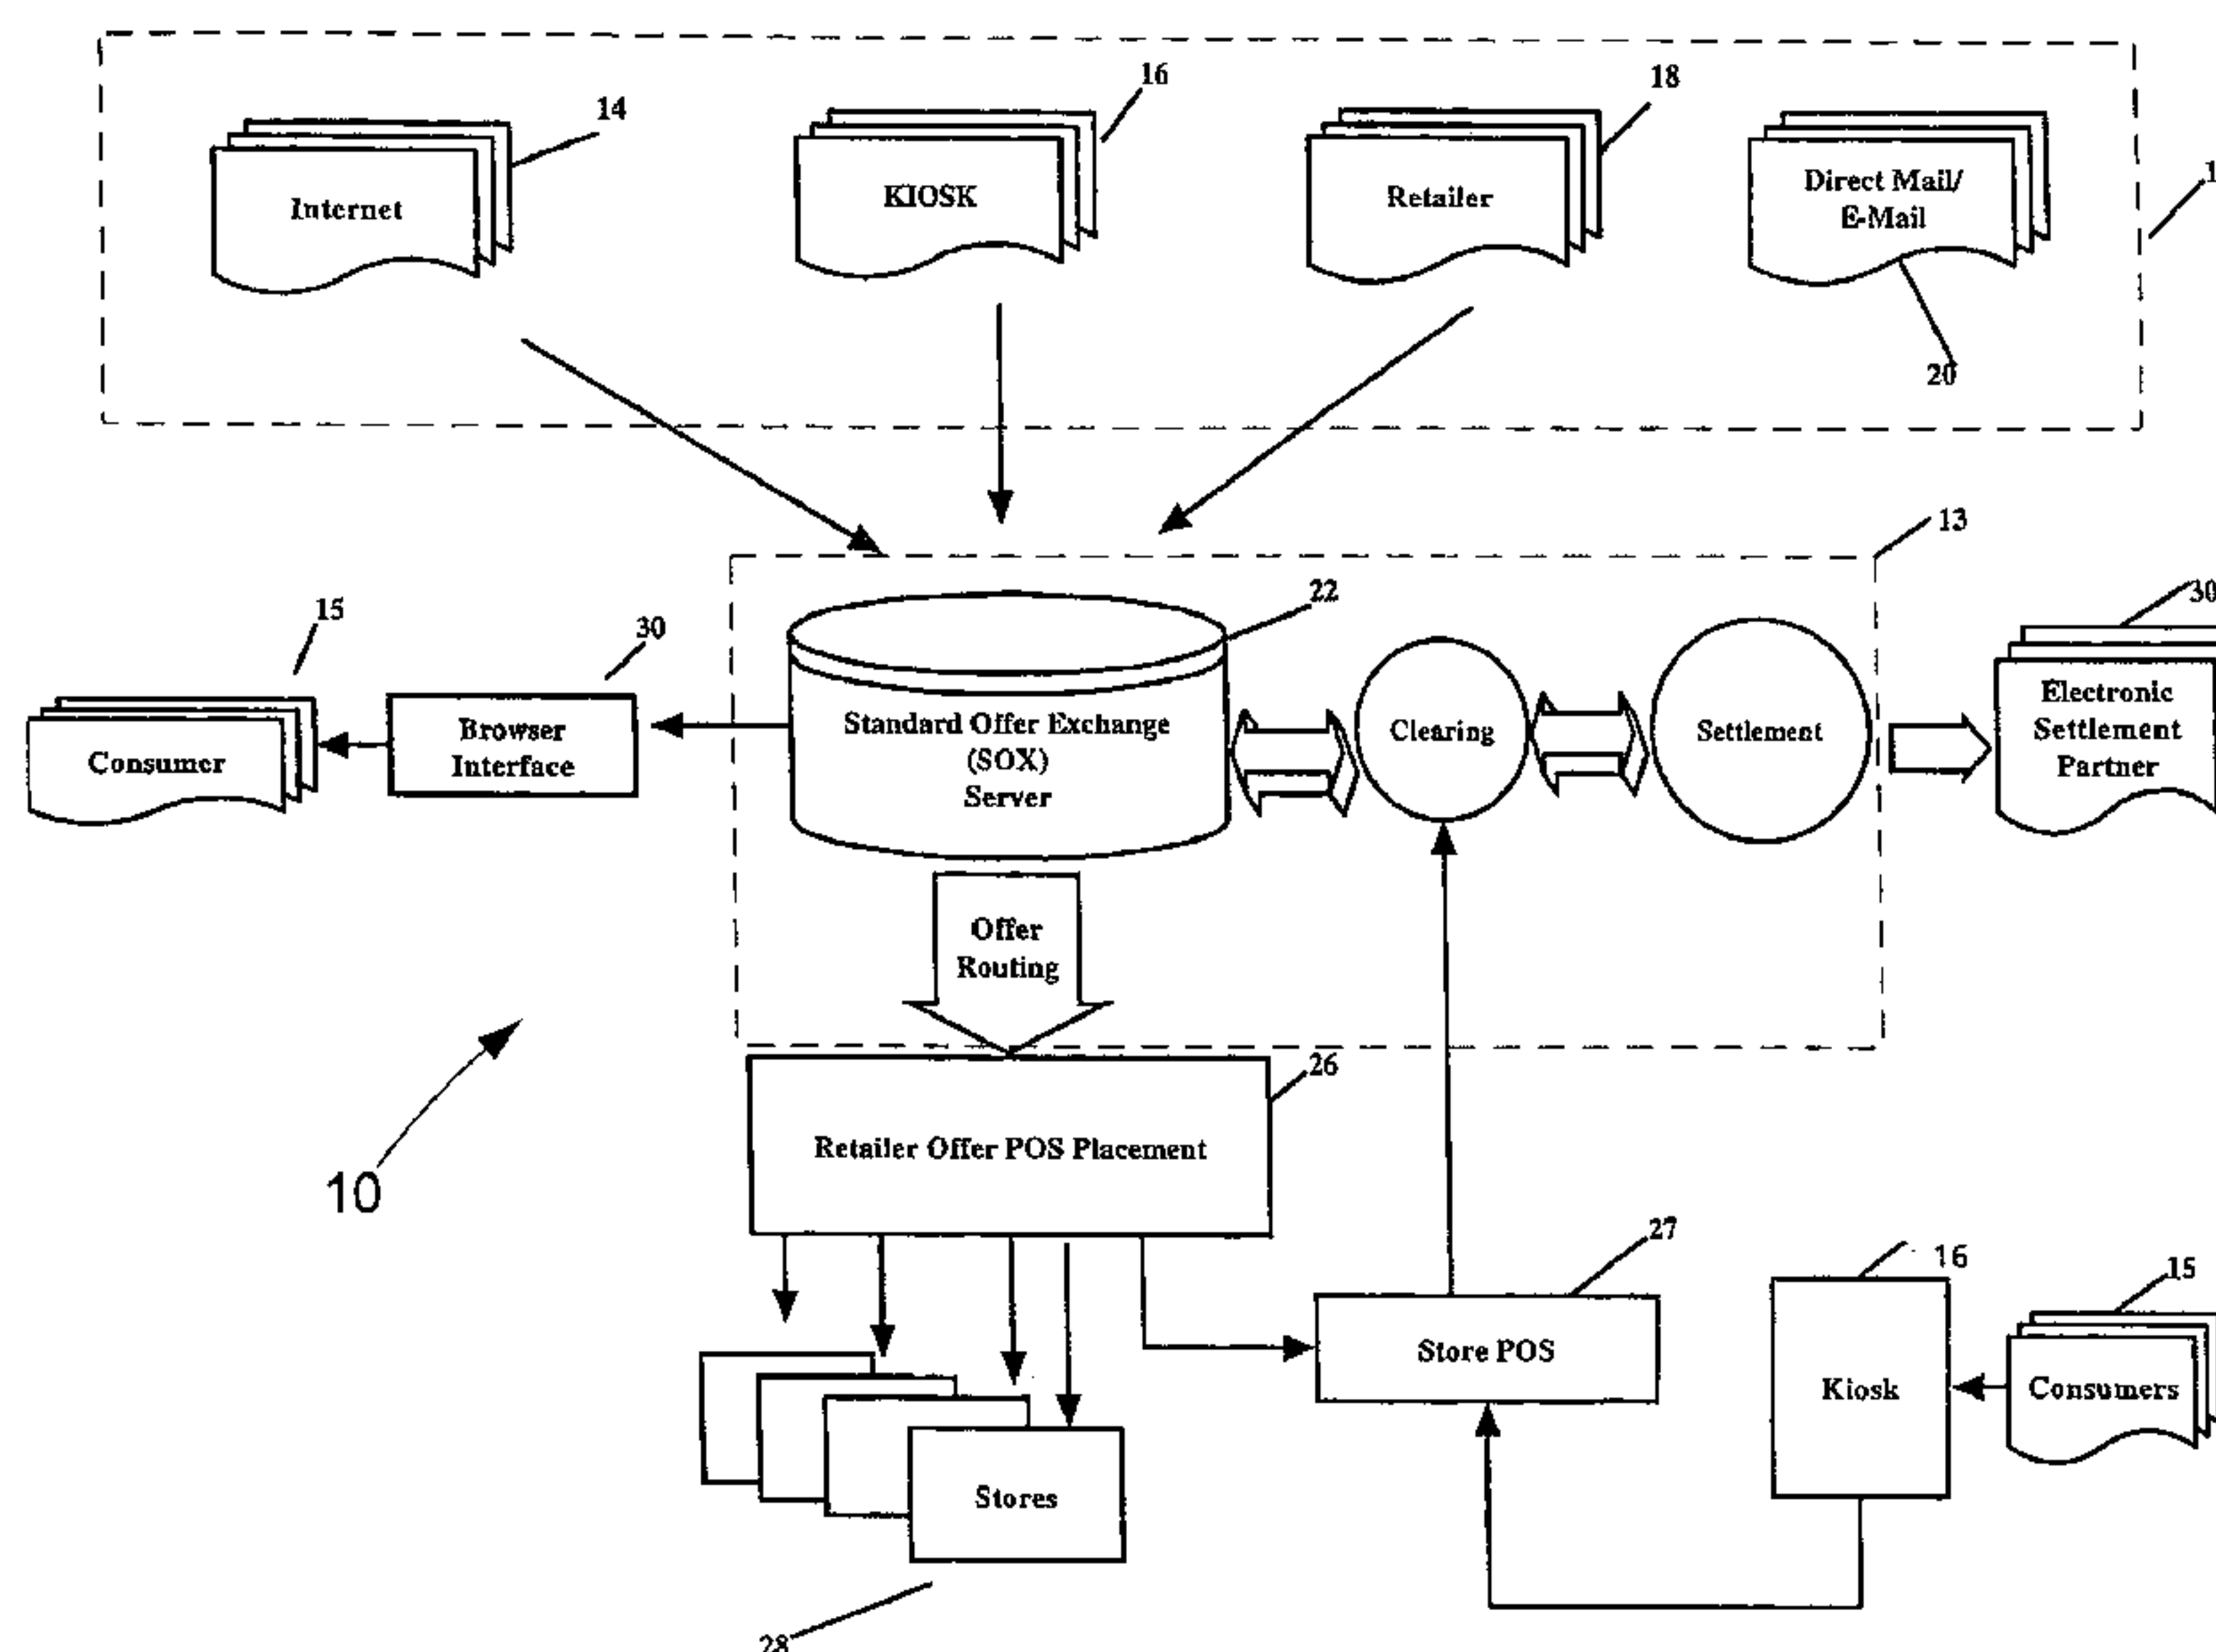 14
16
18
Internet
KIOSK
Retailer
Direct Mail/
E-Mail
20
13
22
15
30
30
Consumer
Browser
Interface
Standard Offer Exchange
(SOX)
Server
Clearing
Settlement
Electronic
Settlement
Partner
Offer
Routing
10
26
Retailer Offer POS Placement
27
16
15
Store POS
Kiosk
Consumers
Stores
28